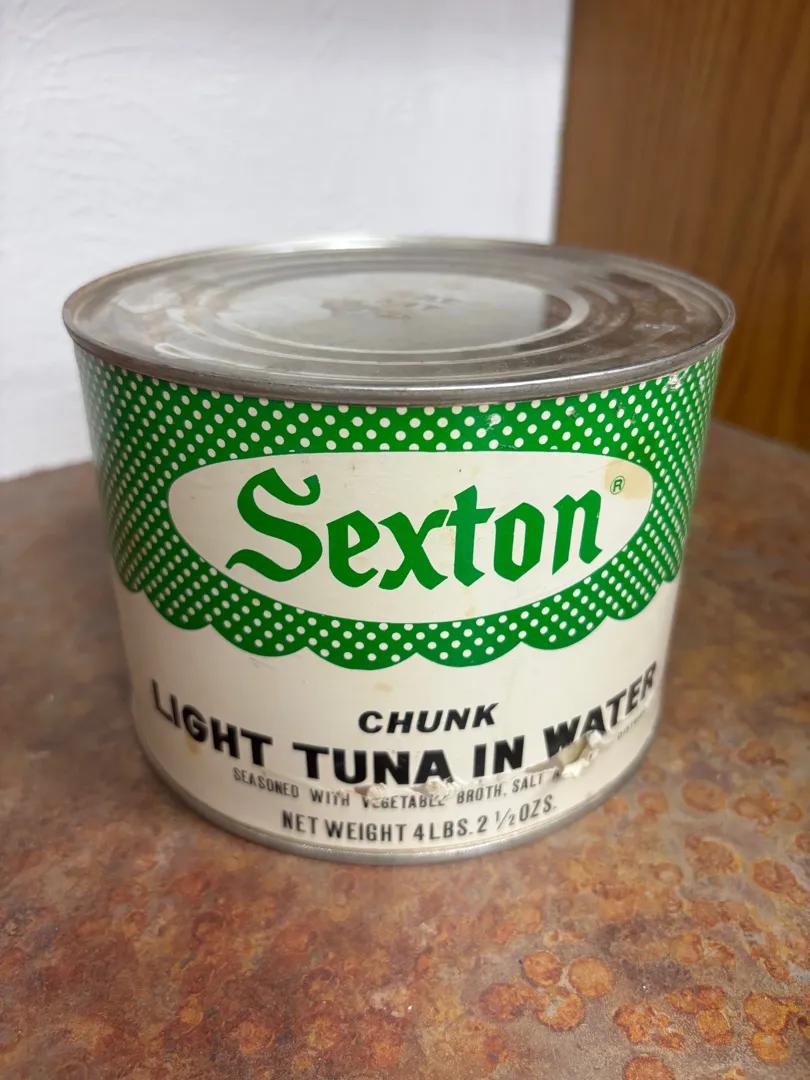 Sexton®
CHUNK
LIGHT TUNA IN WATER
SEASONED WITH VEGETABLE BROTH, SALT
NET WEIGHT 4 LBS. 2 ½ OZS.